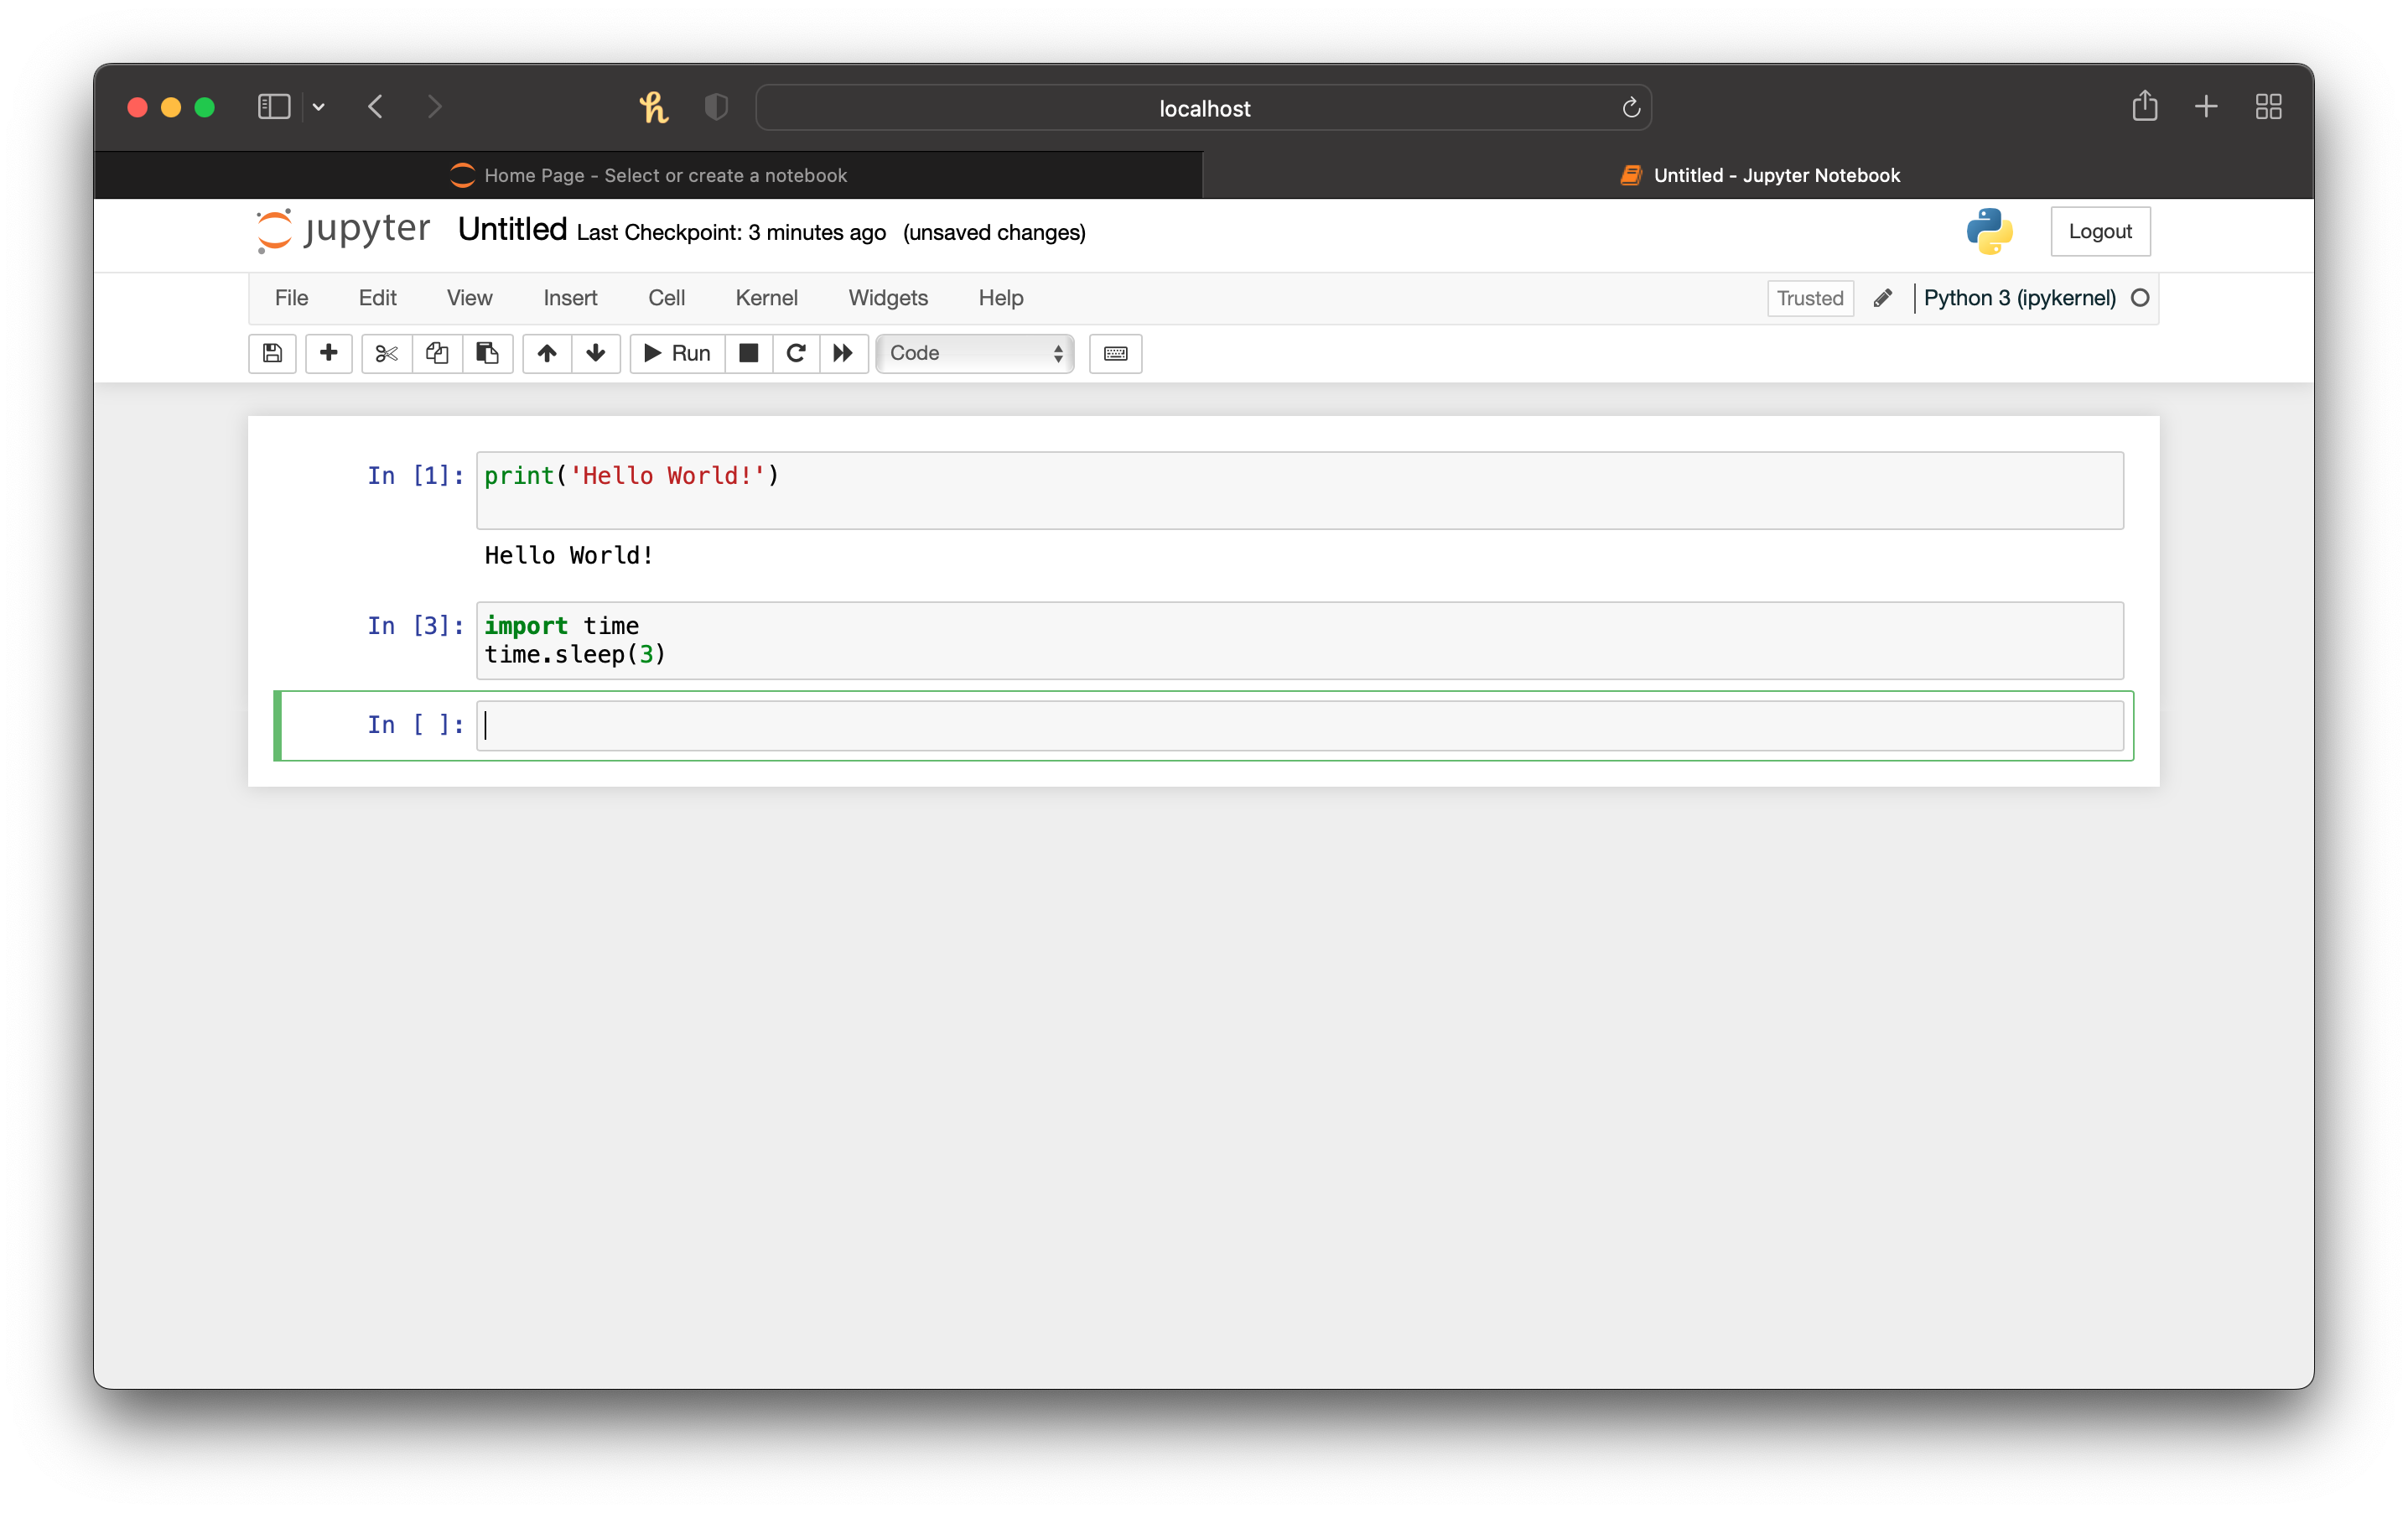 localhost
Home Page - Select or create a notebook
Untitled - Jupyter Notebook
jupyter Untitled Last Checkpoint: 3 minutes ago (unsaved changes)
Logout
File Edit View Insert Cell Kernel Widgets Help
Trusted
Python 3 (ipykernel)
Run
Code
In [1]: print('Hello World!')
Hello World!
In [3]: import time
time.sleep(3)
In [ ]: